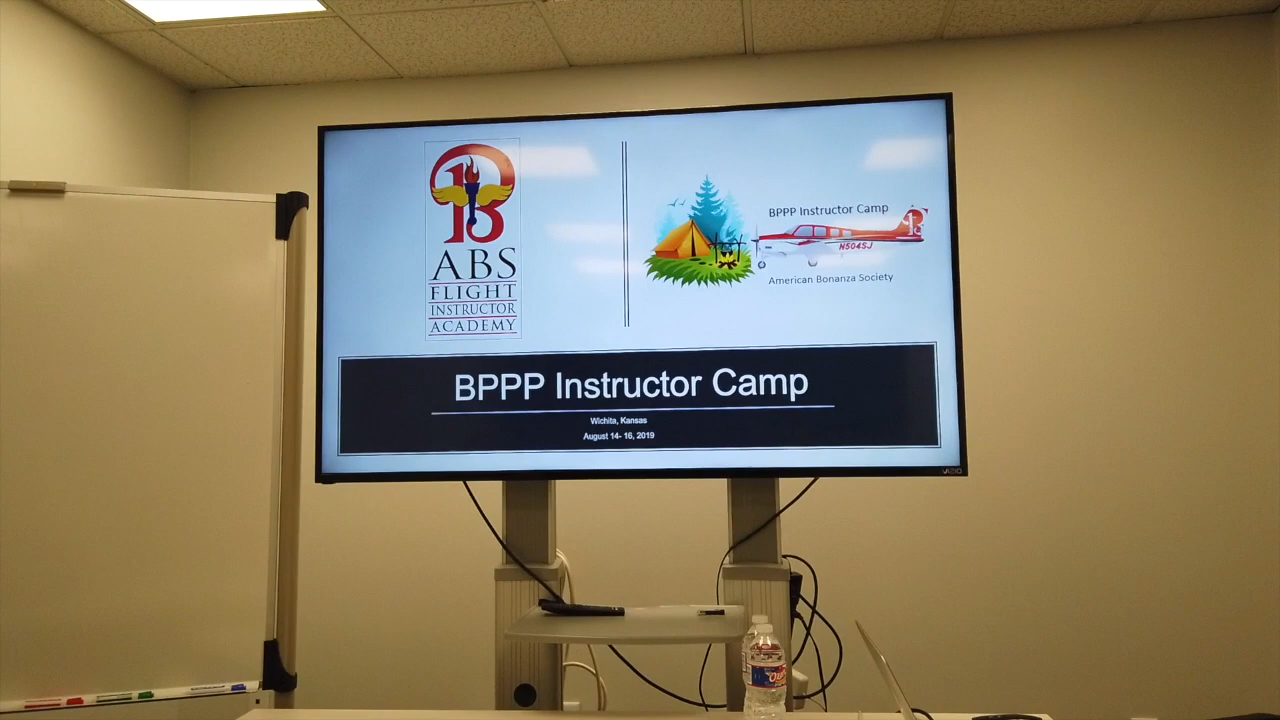 B
ABS
FLIGHT
INSTRUCTOR
ACADEMY
BPPP Instructor Camp
N504SJ
American Bonanza Society
BPPP Instructor Camp
Wichita, Kansas
August 14- 16, 2019
VIZIO